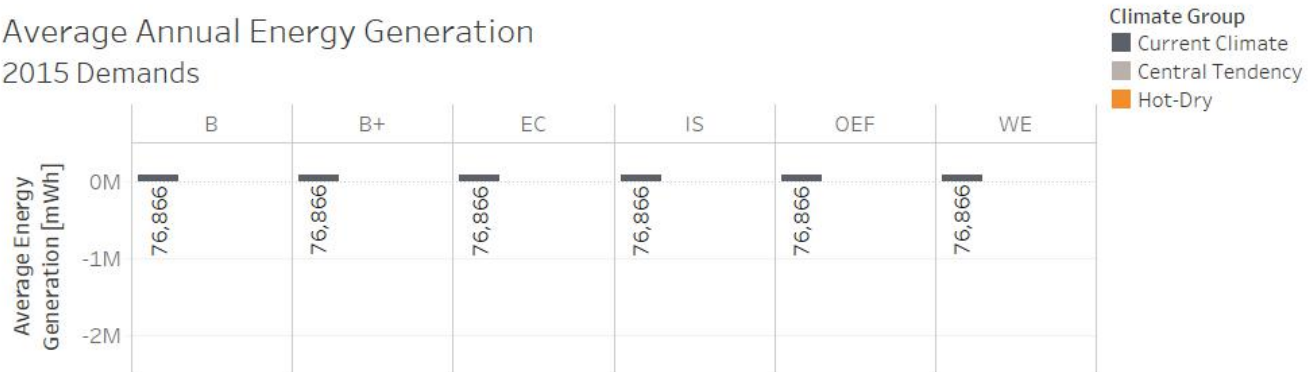 Average Annual Energy Generation
2015 Demands
Climate Group
Current Climate
Central Tendency
Hot-Dry
B B+ EC IS OEF WE
Average Energy
Generation [mWh]
0M
-1M
-2M
76,866 76,866 76,866 76,866 76,866 76,866